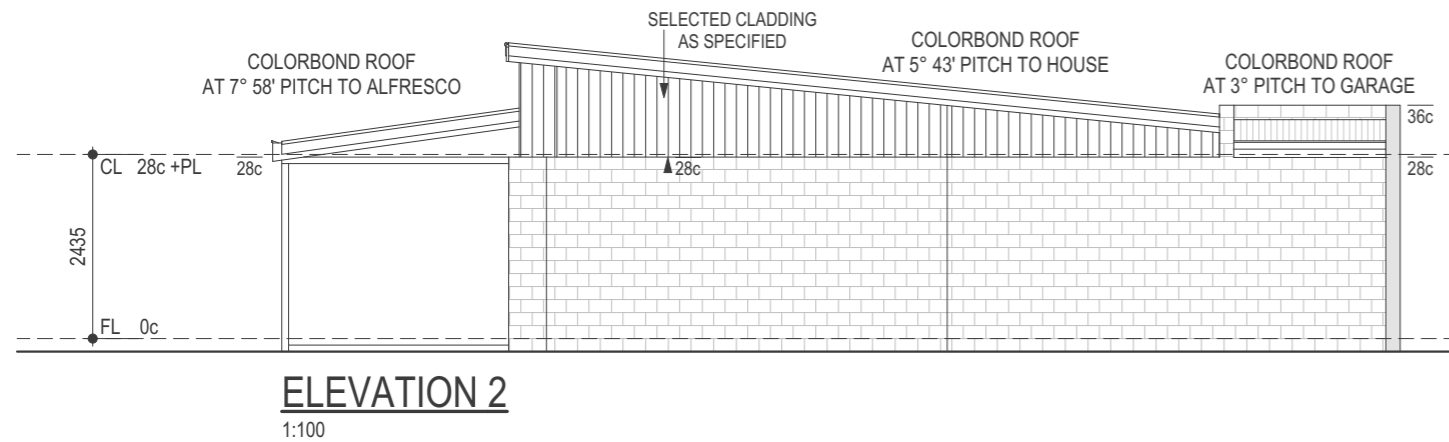 SELECTED CLADDING
AS SPECIFIED
COLORBOND ROOF
AT 7° 58' PITCH TO ALFRESCO
COLORBOND ROOF
AT 5° 43' PITCH TO HOUSE
COLORBOND ROOF
AT 3° PITCH TO GARAGE
36c
CL 28c +PL
28c
28c
28c
2435
FL 0c
ELEVATION 2
1:100